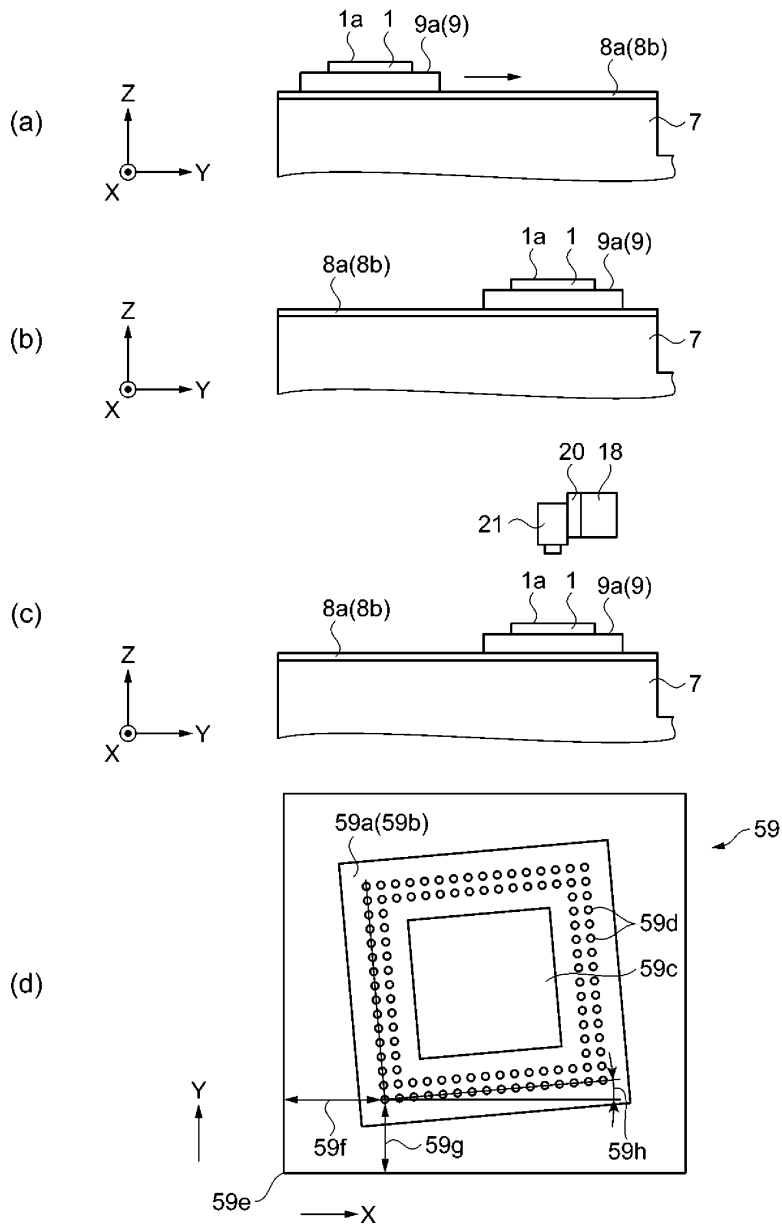 1a 1 9a(9)
8a(8b)
(a) Z 7
X Y
1a 1 9a(9)
8a(8b)
(b) Z 7
X Y
20 18
21
1a 1 9a(9)
8a(8b)
(c) Z 7
X Y
59
59a(59b)
59d
59c
(d)
Y
59f 59g 59h
59e
X